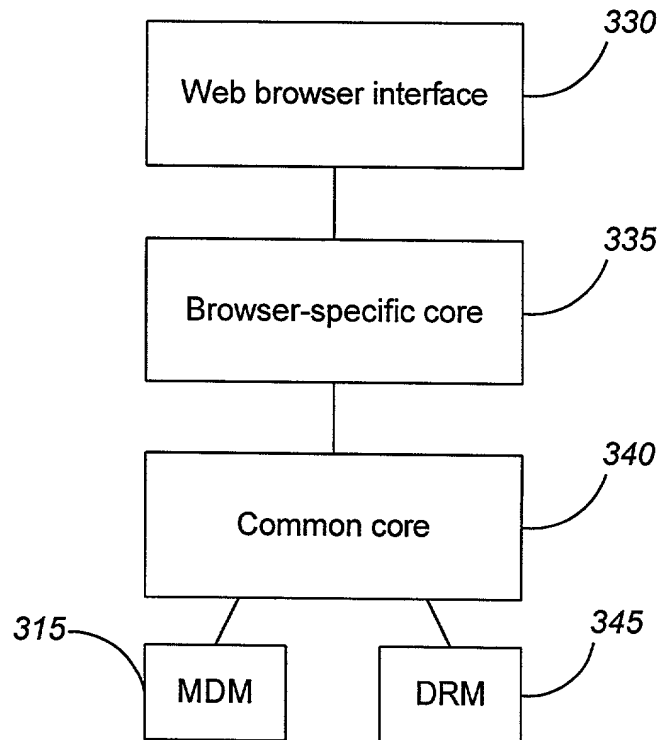 330
Web browser interface
335
Browser-specific core
340
Common core
315
MDM
345
DRM